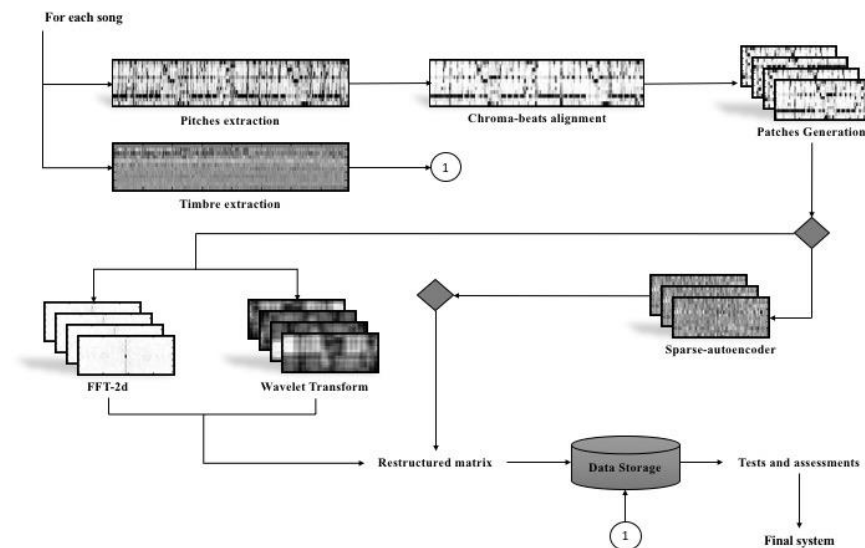 For each song
Pitches extraction
Chroma-beats alignment
Patches Generation
1
Timbre extraction
Sparse-autoencoder
FFT-2d
Wavelet Transform
Restructured matrix
Data Storage
Tests and assessments
1
Final system